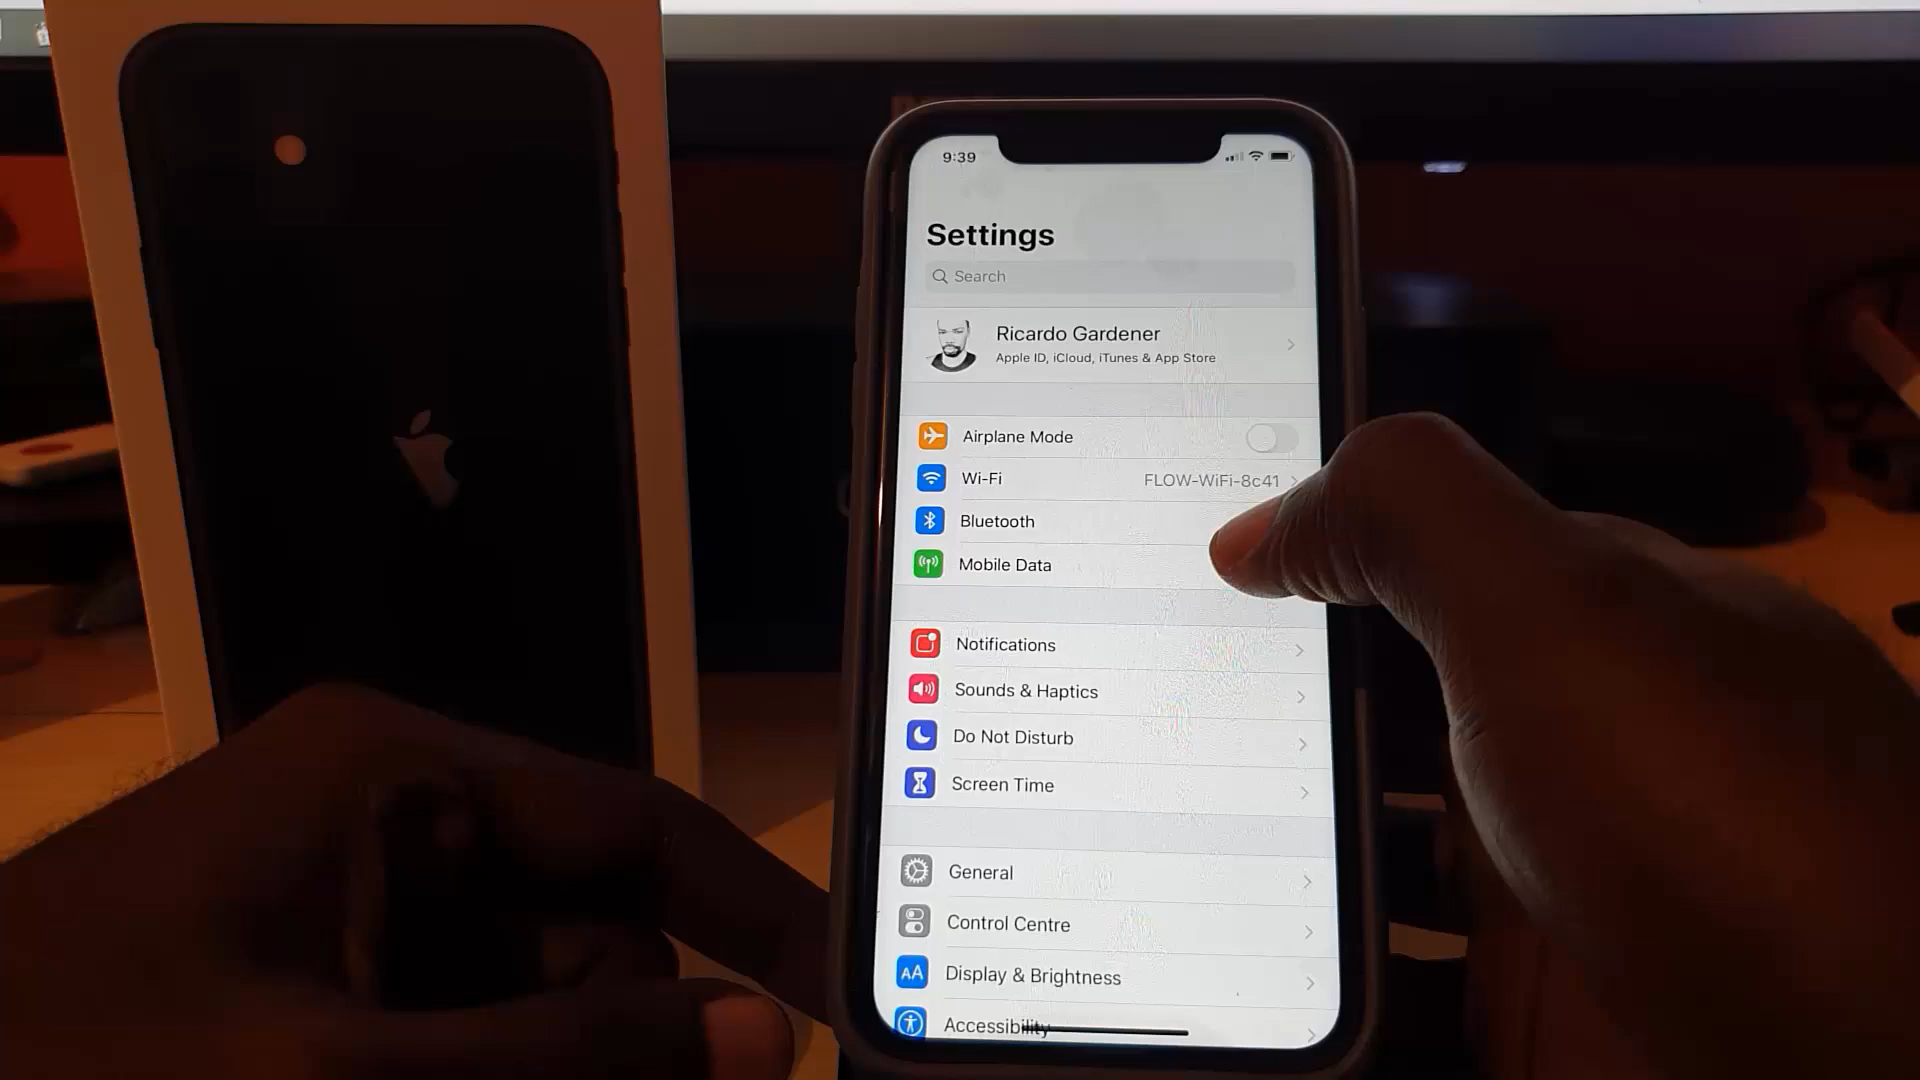 9:39
Settings
Search
Ricardo Gardener
Apple ID, iCloud, iTunes & App Store
Airplane Mode
Wi-Fi FLOW-WiFi-8c41
Bluetooth
Mobile Data
Notifications
Sounds & Haptics
Do Not Disturb
Screen Time
General
Control Centre
AA Display & Brightness
Accessibility